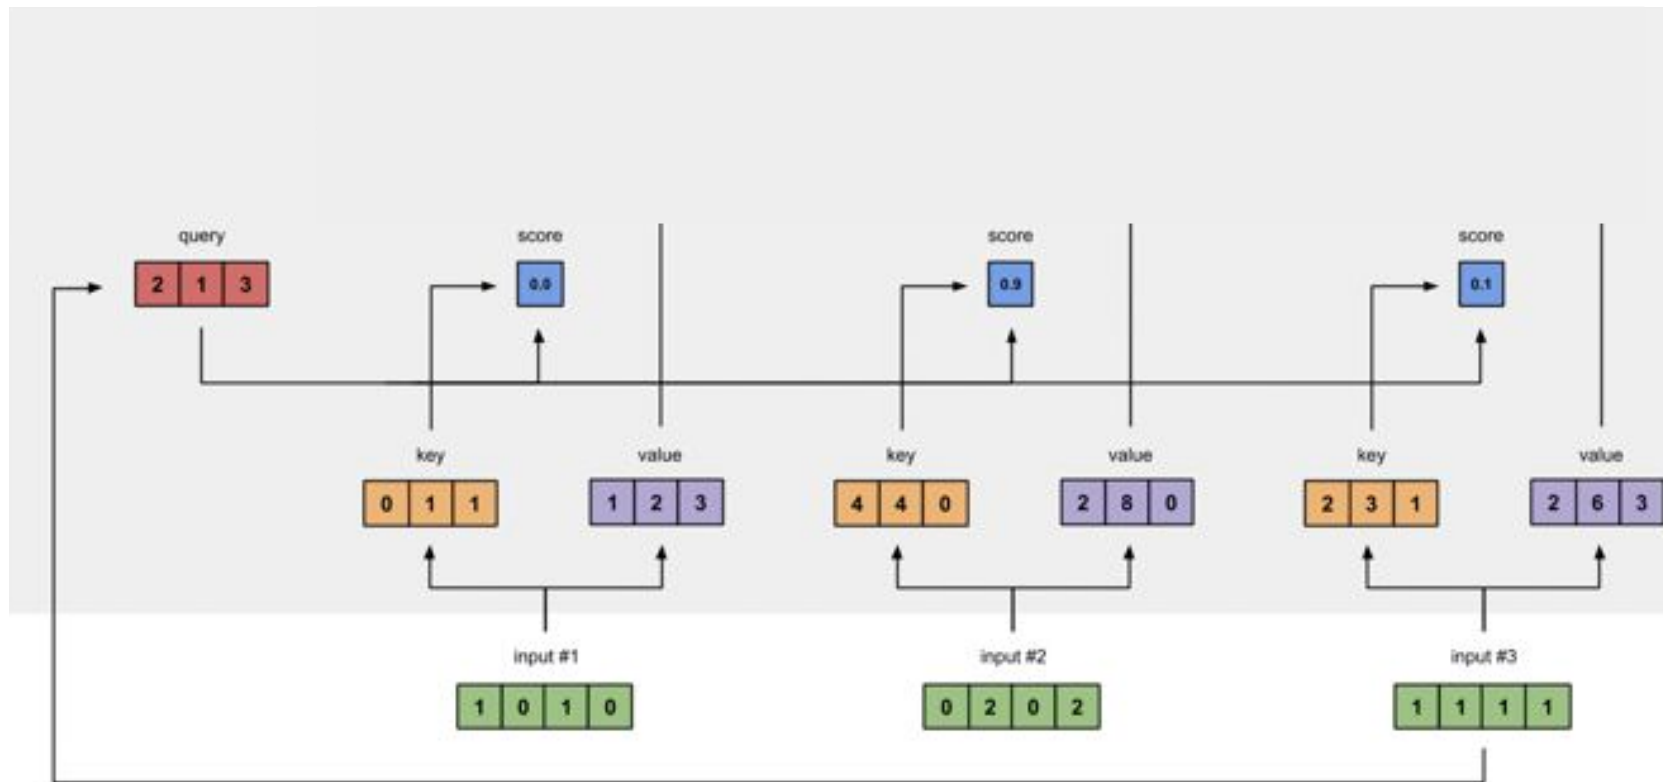 query score score score
2 1 3 0.0 0.9 0.1
key value key value key value
0 1 1 1 2 3 4 4 0 2 8 0 2 3 1 2 6 3
input #1 input #2 input #3
1 0 1 0 0 2 0 2 1 1 1 1